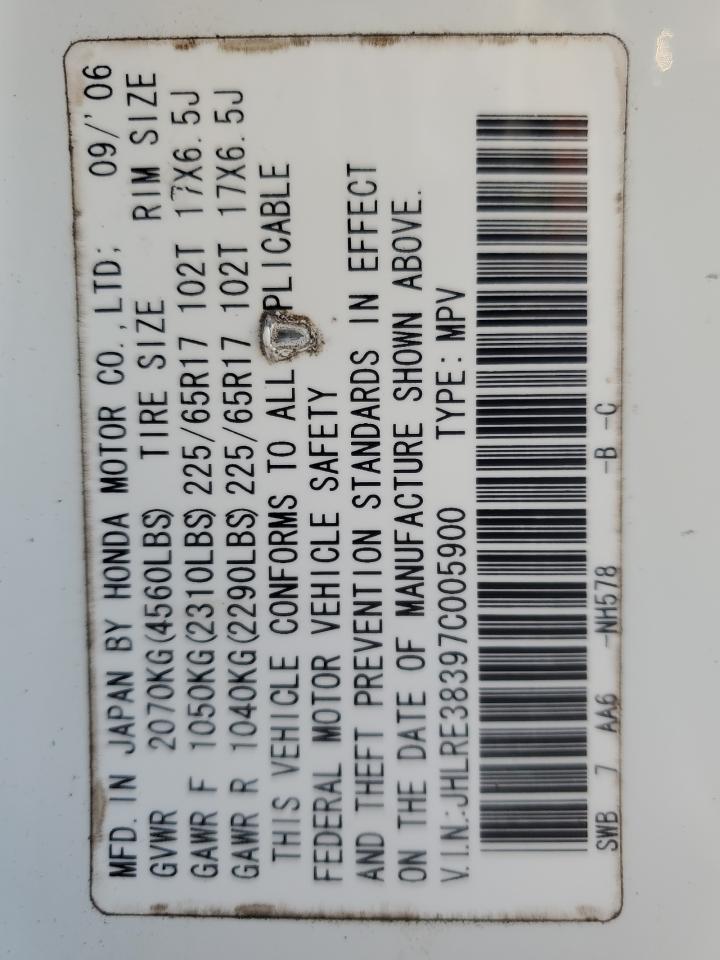 MFD. IN JAPAN BY HONDA MOTOR CO., LTD; 09/'06
GVWR 2070KG(4560LBS) TIRE SIZE RIM SIZE
GAWR F 1050KG(2310LBS) 225/65R17 102T 17X6.5J
GAWR R 1040KG(2290LBS) 225/65R17 102T 17X6.5J
THIS VEHICLE CONFORMS TO ALL PLICABLE
FEDERAL MOTOR VEHICLE SAFETY
AND THEFT PREVENTION STANDARDS IN EFFECT
ON THE DATE OF MANUFACTURE SHOWN ABOVE.
V.I.N.:JHLRE38397C005900 TYPE: MPV
SWB 7 AA6 -NH578 -B -C